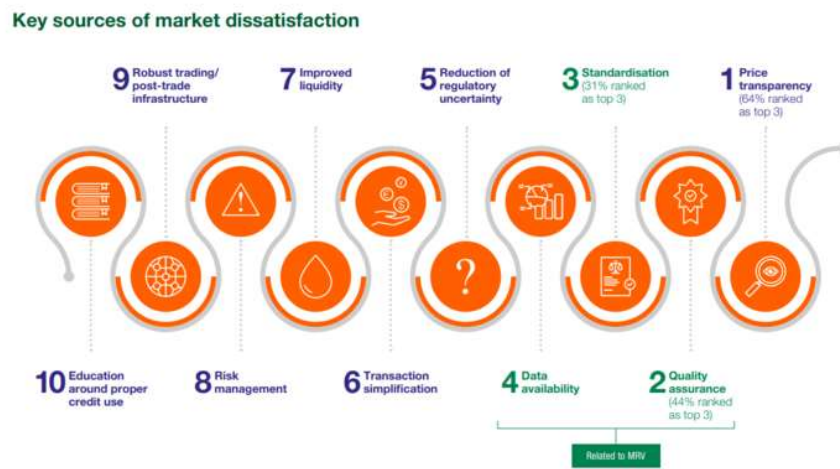 Key sources of market dissatisfaction
9 Robust trading/
post-trade
infrastructure
7 Improved
liquidity
5 Reduction of
regulatory
uncertainty
3 Standardisation
(31% ranked
as top 3)
1 Price
transparency
(64% ranked
as top 3)
10 Education
around proper
credit use
8 Risk
management
6 Transaction
simplification
4 Data
availability
2 Quality
assurance
(44% ranked
as top 3)
Related to MRV